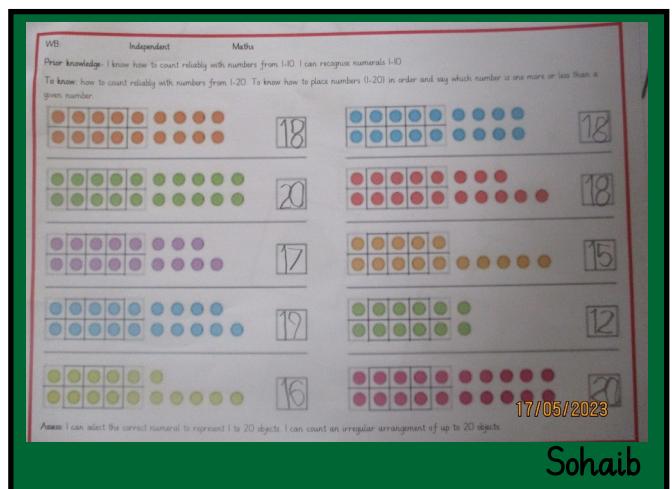 WB: Independent Maths
Prior knowledge: I know how to count reliably with numbers from 1-10. I can recognise numerals 1-10
To know: how to count reliably with numbers from 1-20. To know how to place numbers (1-20) in order and say which number is one more or less than a
given number.
18 18
20 18
17 15
19 12
16 20
17/05/2023
Assess: I can select the correct numeral to represent 1 to 20 objects. I can count an irregular arrangement of up to 20 objects.
Sohaib